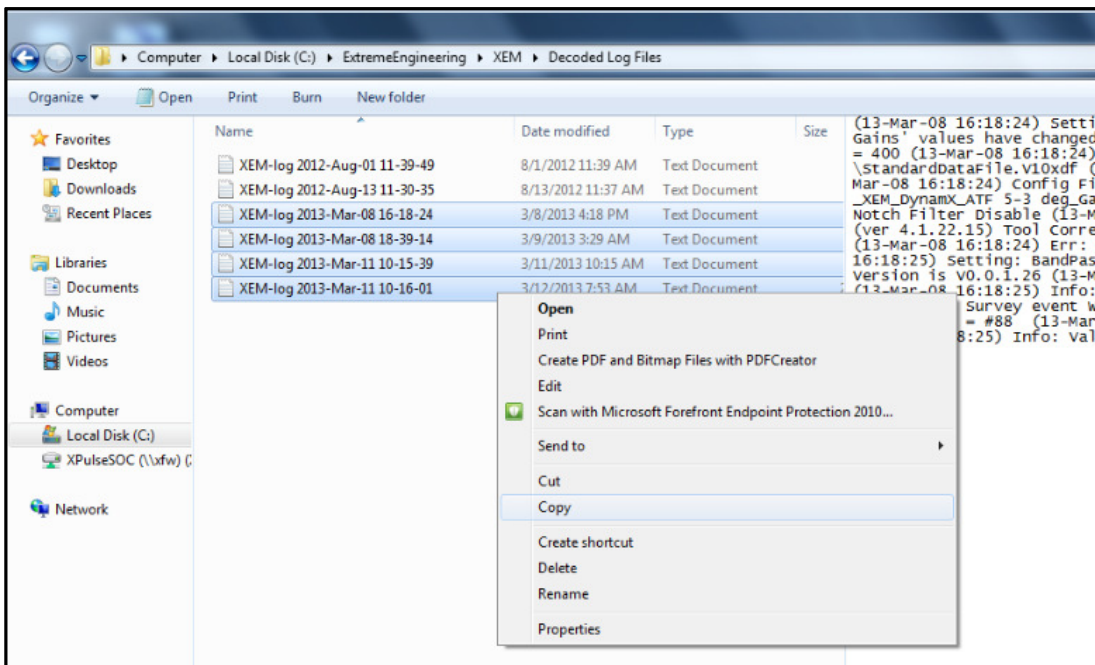 Computer ▸ Local Disk (C:) ▸ ExtremeEngineering ▸ XEM ▸ Decoded Log Files
Organize Open Print Burn New folder
Favorites
Desktop
Downloads
Recent Places
Libraries
Documents
Music
Pictures
Videos
Computer
Local Disk (C:)
XPulseSOC (\\xfw) (
Network
Name Date modified Type Size
XEM-log 2012-Aug-01 11-39-49 8/1/2012 11:39 AM Text Document
XEM-log 2012-Aug-13 11-30-35 8/13/2012 11:37 AM Text Document
XEM-log 2013-Mar-08 16-18-24 3/8/2013 4:18 PM Text Document
XEM-log 2013-Mar-08 18-39-14 3/9/2013 3:29 AM Text Document
XEM-log 2013-Mar-11 10-15-39 3/11/2013 10:15 AM Text Document
XEM-log 2013-Mar-11 10-16-01 3/12/2013 7:53 AM Text Document
Open
Print
Create PDF and Bitmap Files with PDFCreator
Edit
Scan with Microsoft Forefront Endpoint Protection 2010...
Send to
Cut
Copy
Create shortcut
Delete
Rename
Properties
(13-Mar-08 16:18:24) Setti
Gains' values have changed
= 400 (13-Mar-08 16:18:24)
\StandardDataFile.V10xdf (
Mar-08 16:18:24) Config Fi
_XEM_DynamX_ATF 5-3 deg_Ga
Notch Filter Disable (13-M
(ver 4.1.22.15) Tool Corre
(13-Mar-08 16:18:24) Err:
16:18:25) Setting: BandPas
Version is V0.0.1.26 (13-M
(13-Mar-08 16:18:25) Info:
Survey event w
= #88 (13-Mar
8:25) Info: Val